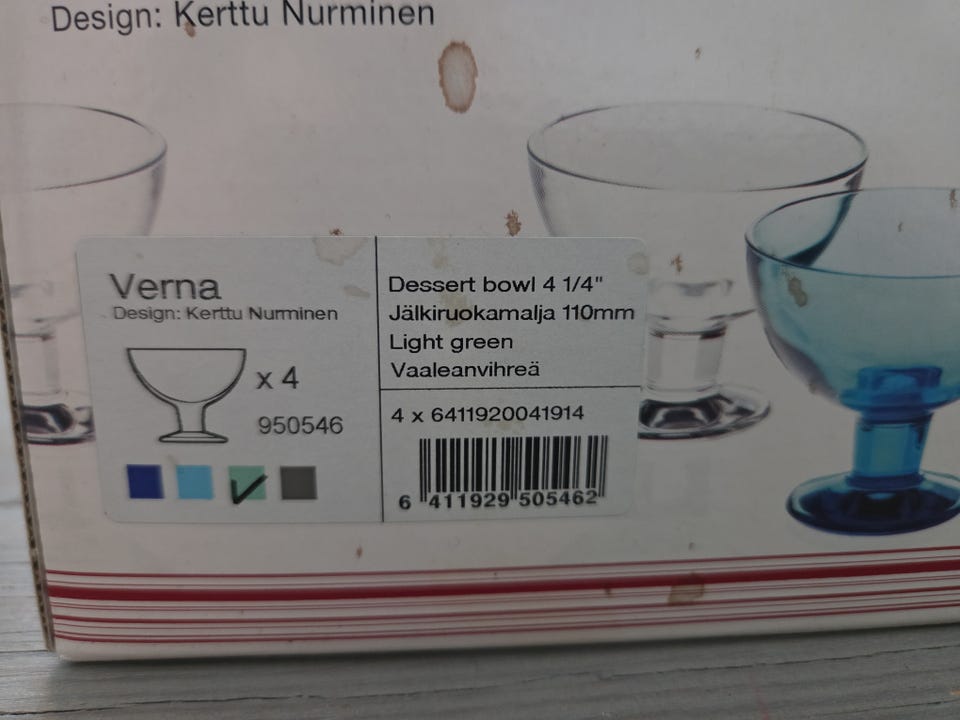 Design: Kerttu Nurminen
Verna
Design: Kerttu Nurminen
x 4
950546
Dessert bowl 4 1/4"
Jälkiruokamalja 110mm
Light green
Vaaleanvihreä
4 x 6411920041914
6 411929 505462